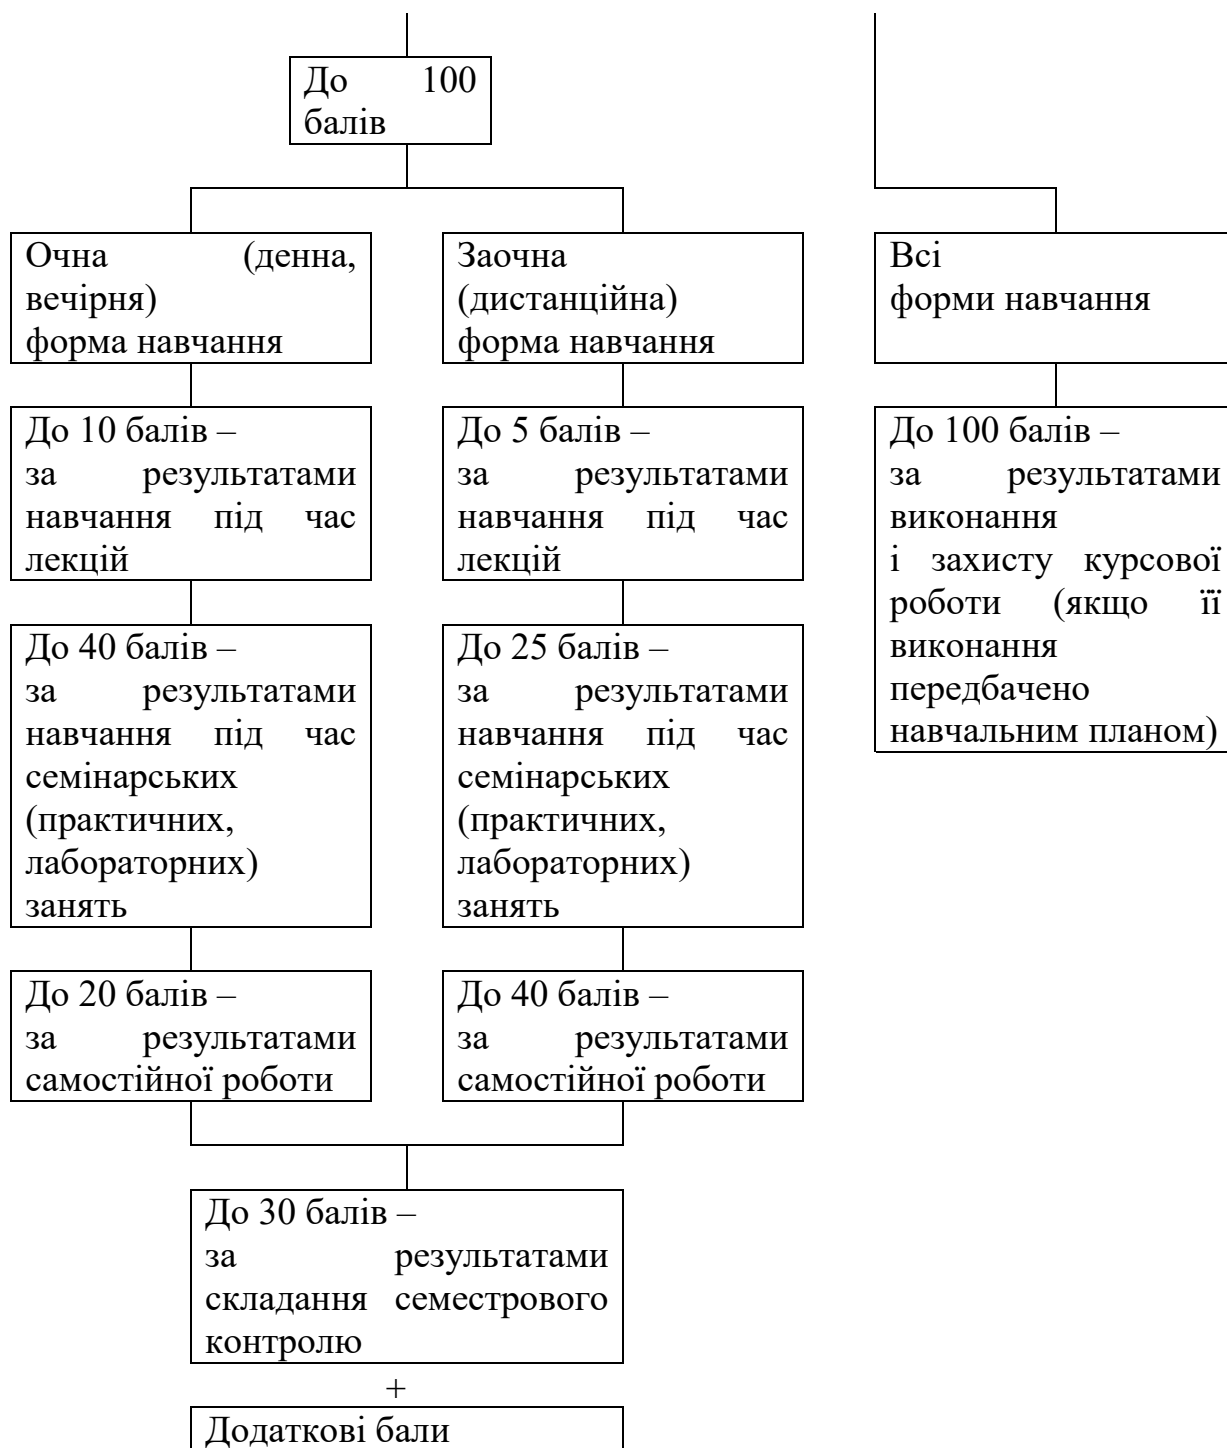 До 100
балів
Очна (денна,
вечірня)
форма навчання
Заочна
(дистанційна)
форма навчання
Всі
форми навчання
До 10 балів –
за результатами
навчання під час
лекцій
До 5 балів –
за результатами
навчання під час
лекцій
До 100 балів –
за результатами
виконання
і захисту курсової
роботи (якщо її
виконання
передбачено
навчальним планом)
До 40 балів –
за результатами
навчання під час
семінарських
(практичних,
лабораторних)
занять
До 25 балів –
за результатами
навчання під час
семінарських
(практичних,
лабораторних)
занять
До 20 балів –
за результатами
самостійної роботи
До 40 балів –
за результатами
самостійної роботи
До 30 балів –
за результатами
складання семестрового
контролю
+
Додаткові бали